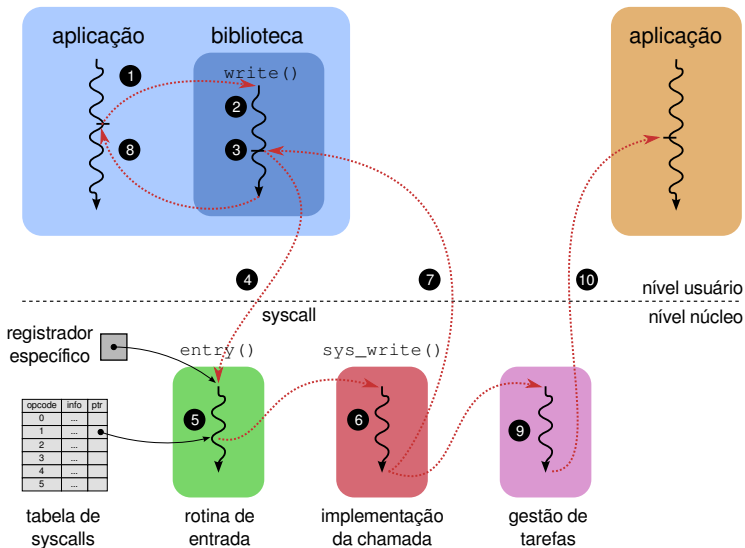 aplicação
biblioteca
aplicação
write()
1
2
3
8
4
7
10
nível usuário
syscall
nível núcleo
registrador
específico
entry()
sys_write()
5
6
9
opcode info ptr
0 ...
1 ...
2 ...
3 ...
4 ...
5 ...
tabela de
syscalls
rotina de
entrada
implementação
da chamada
gestão de
tarefas